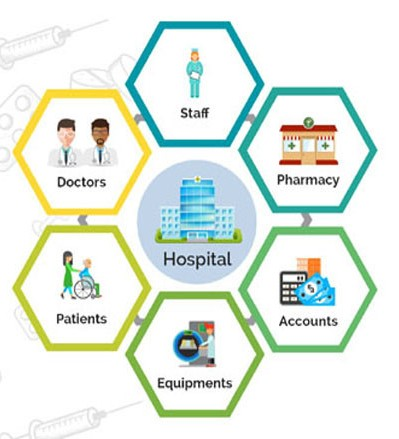 Staff
Doctors
Pharmacy
Hospital
Patients
Accounts
Equipments